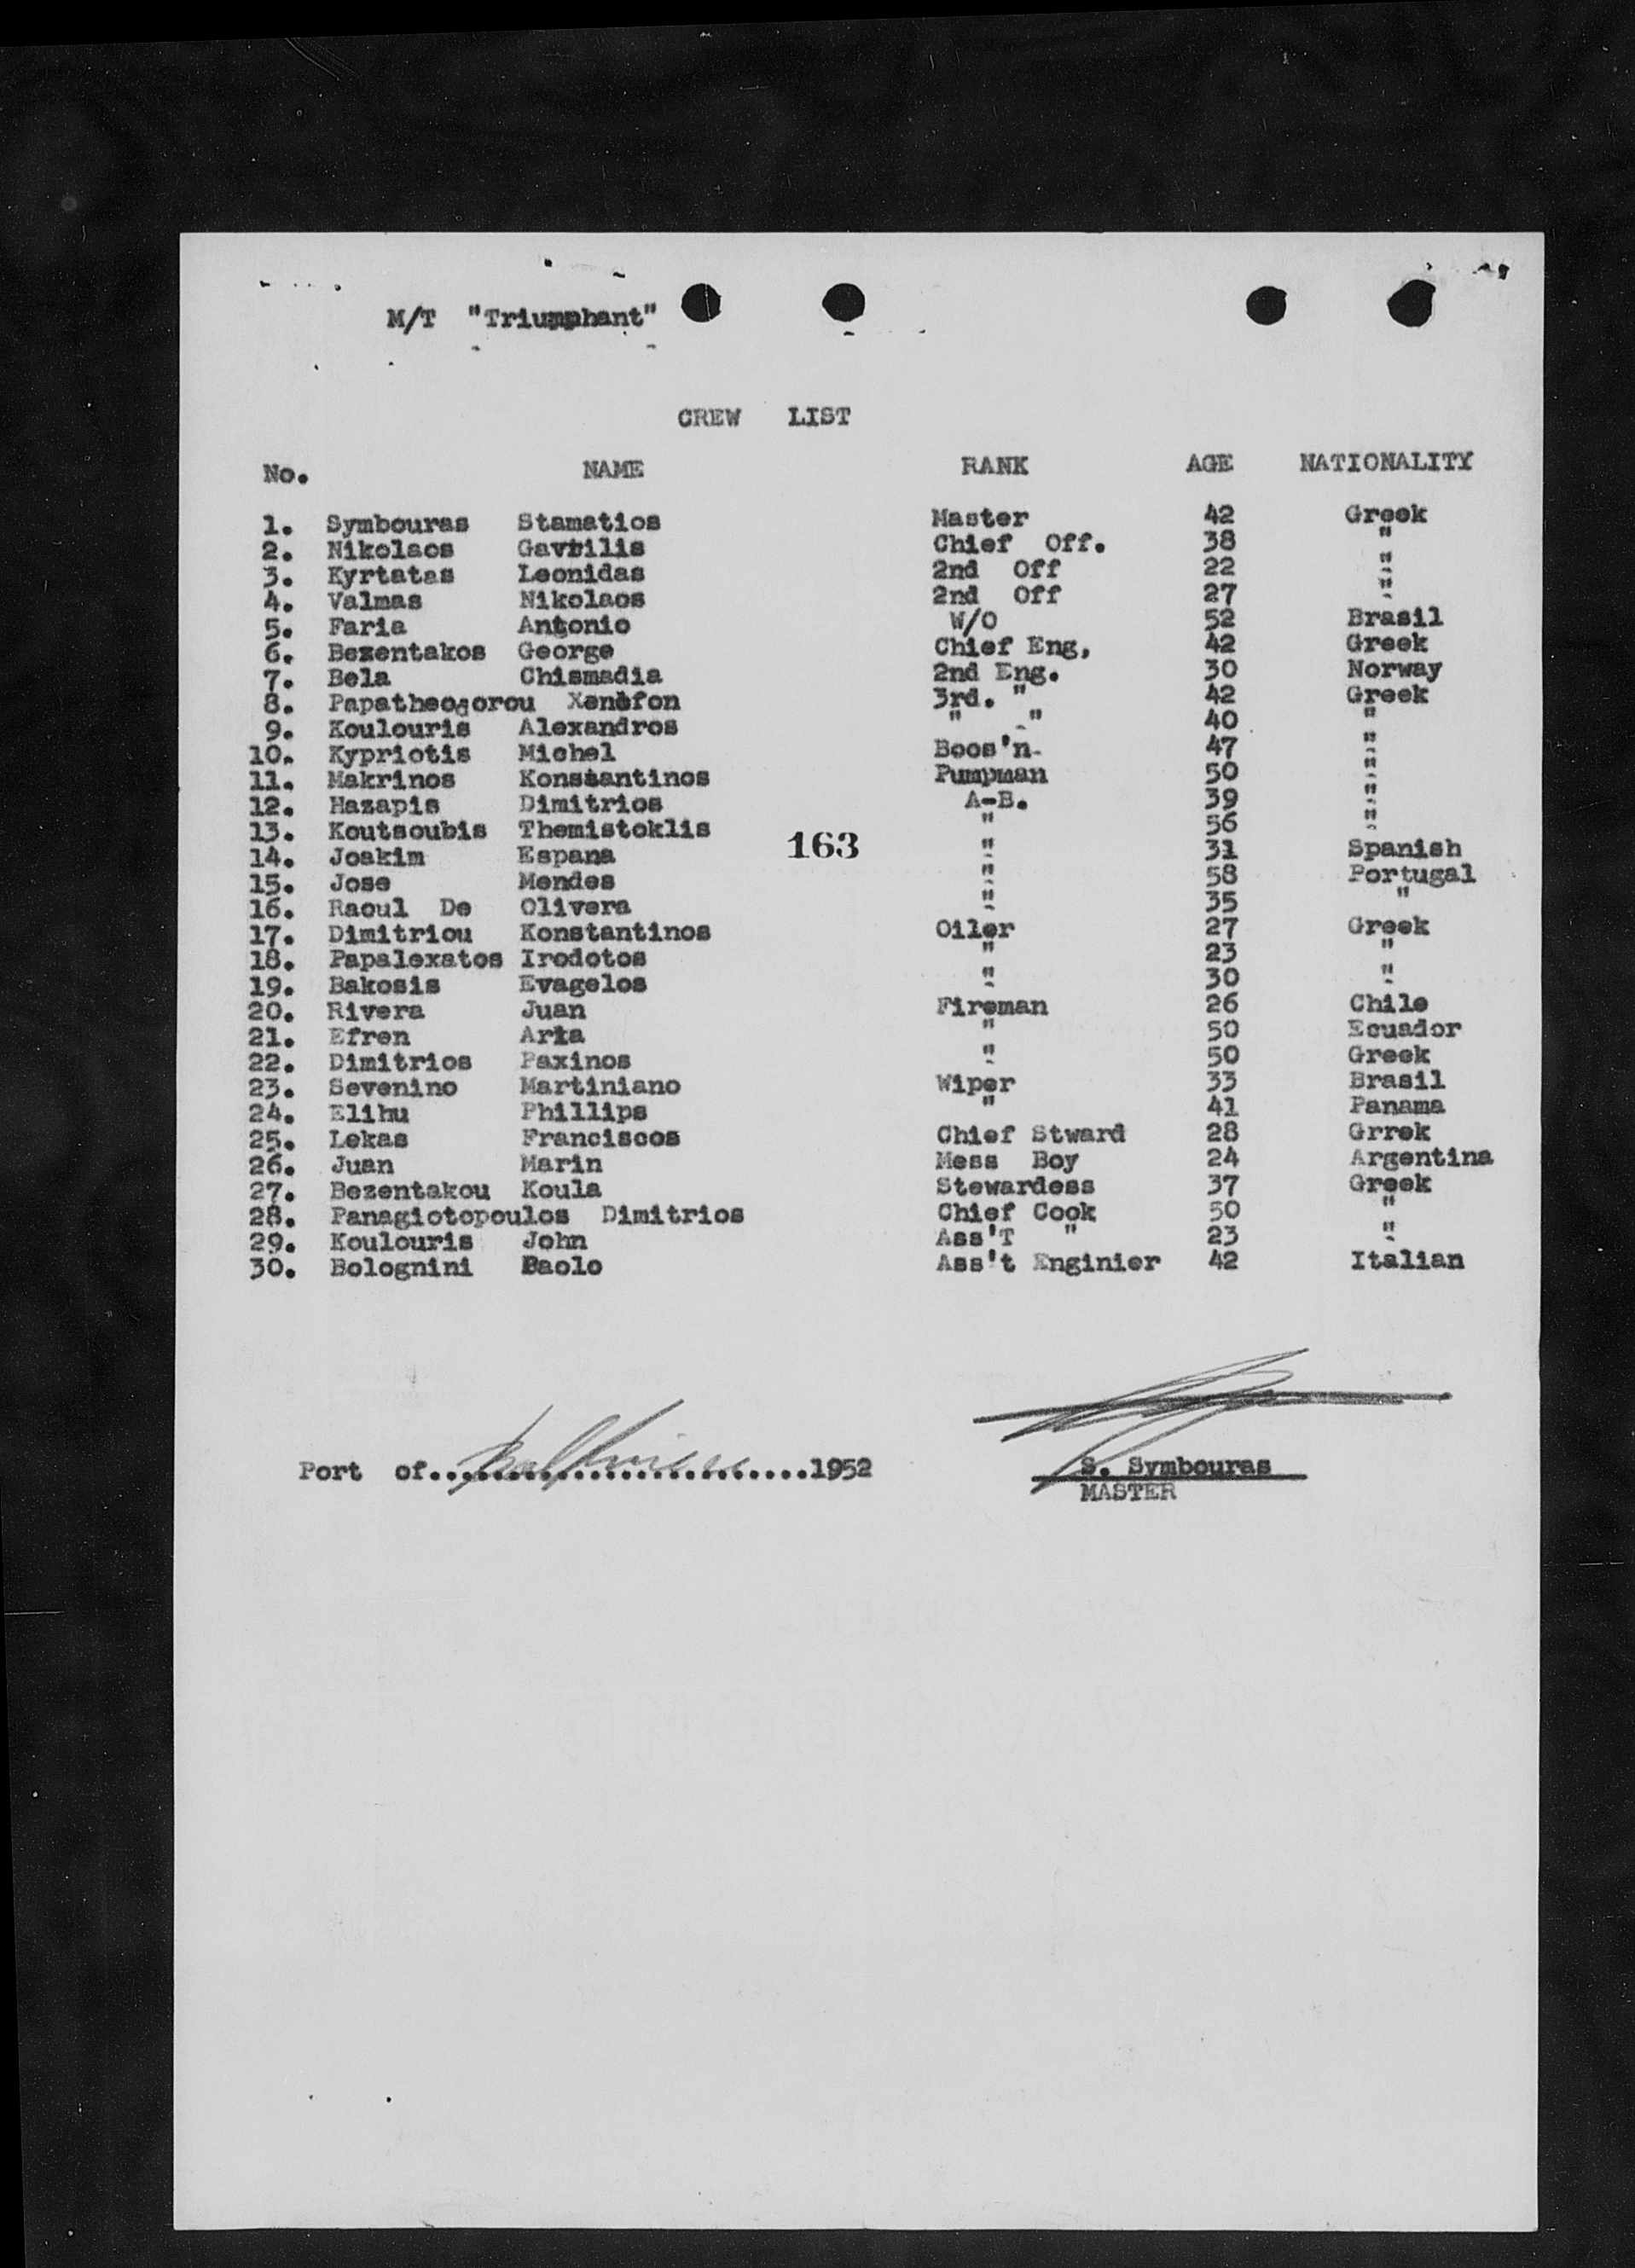 M/T "Triumphant"
CREW LIST
No. NAME RANK AGE NATIONALITY
1. Symbouras Stamatios Master 42 Greek
2. Nikolaos Gavrilis Chief Off. 38 "
3. Kyrtatas Leonidas 2nd Off 22 "
4. Valmas Nikolaos 2nd Off 27 "
5. Faria Antonio W/O 52 Brasil
6. Bezentakos George Chief Eng, 42 Greek
7. Bela Chismadia 2nd Eng. 30 Norway
8. Papatheodorou Xenofon 3rd. " 42 Greek
9. Koulouris Alexandros " " 40 "
10. Kypriotis Michel Boos'n. 47 "
11. Makrinos Konstantinos Pumpman 50 "
12. Hazapis Dimitrios A-B. 39 "
13. Koutsoubis Themistoklis " 56 "
163
14. Joakim Espana " 31 Spanish
15. Jose Mendes " 58 Portugal
16. Raoul De Olivera " 35 "
17. Dimitriou Konstantinos Oiler 27 Greek
18. Papalexatos Irodotos " 23 "
19. Bakosis Evagelos " 30 "
20. Rivera Juan Fireman 26 Chile
21. Efren " 50 Ecuador
22. Dimitrios Paxinos " 50 Greek
23. Sevenino Martiniano Wiper 33 Brasil
24. Elihu Phillips " 41 Panama
25. Lekas Franciscos Chief Stward 28 Grrek
26. Juan Marin Mess Boy 24 Argentina
27. Bezentakou Koula Stewardess 37 Greek
28. Panagiotopoulos Dimitrios Chief Cook 50 "
29. Koulouris John Ass'T " 23 "
30. Bolognini Paolo Ass't Enginier 42 Italian
Port of Baltimore 1952
S. Symbouras
MASTER